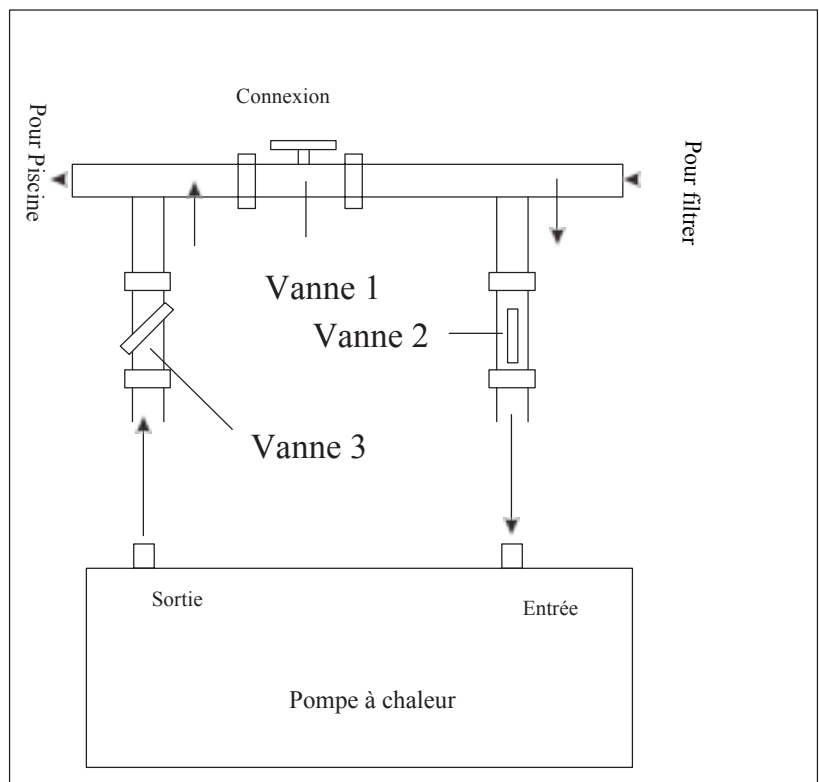 Connexion
Pour Piscine
Pour filtrer
Vanne 1
Vanne 2
Vanne 3
Sortie
Entrée
Pompe à chaleur